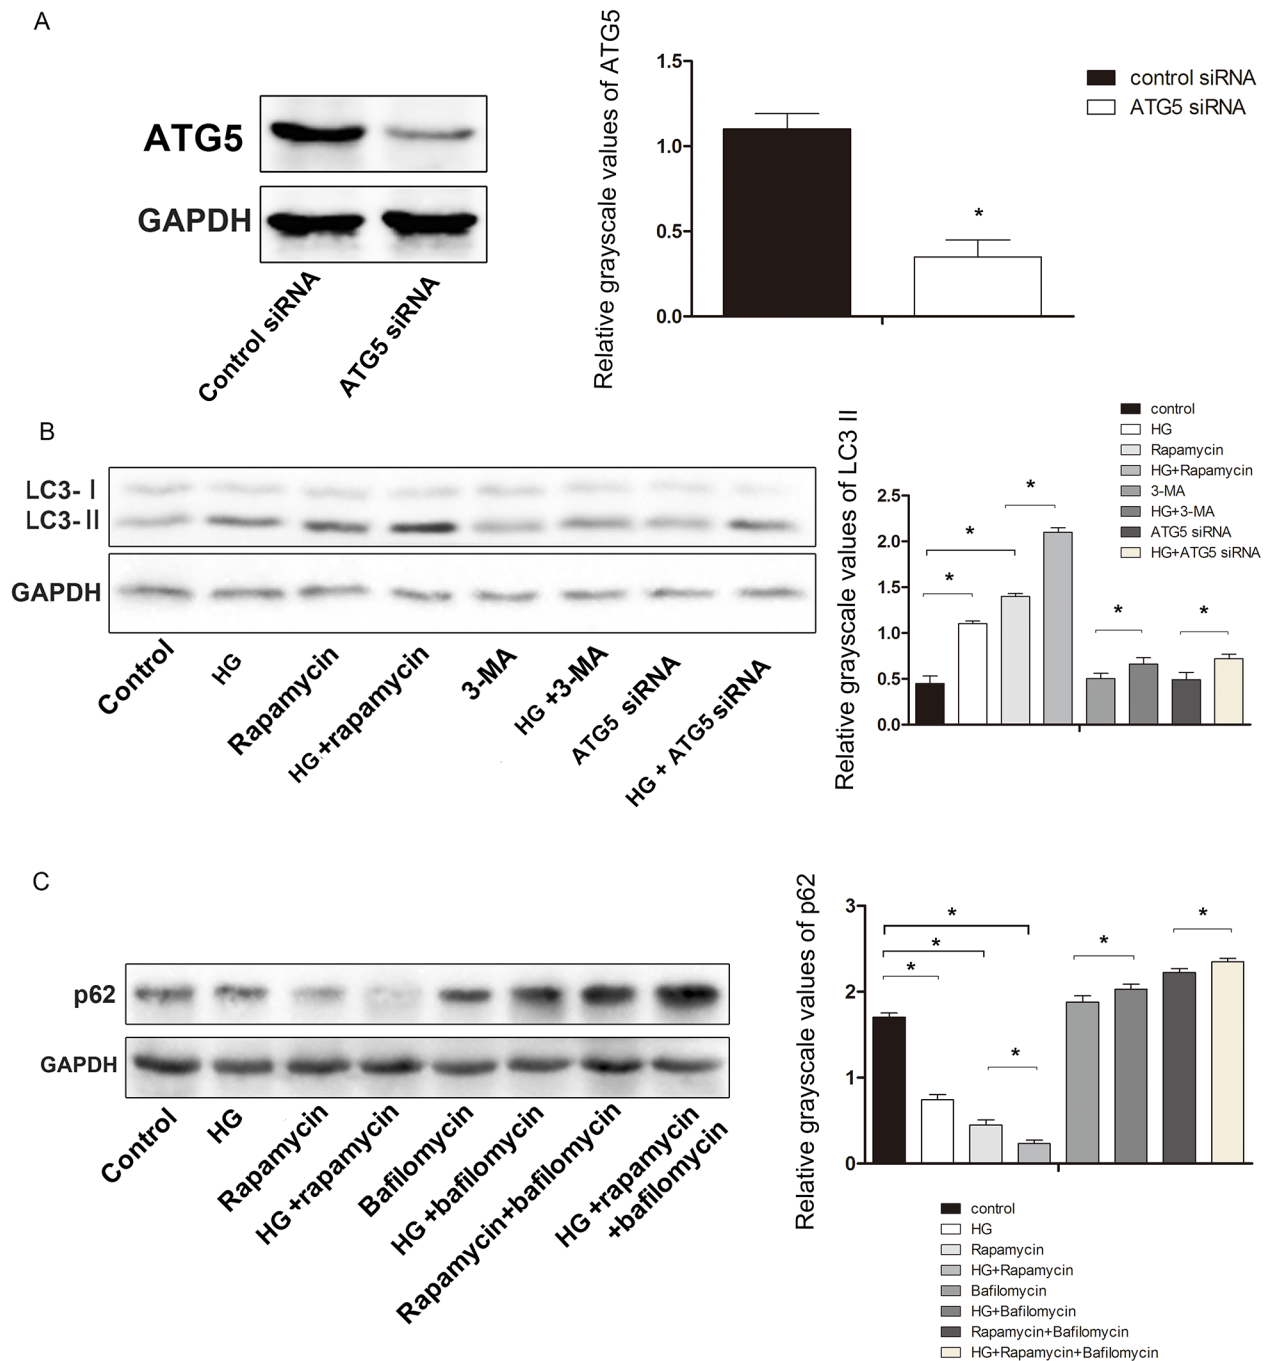 A
ATG5
GAPDH
Control siRNA
ATG5 siRNA
Relative grayscale values of ATG5
1.5
1.0
0.5
0.0
*
control siRNA
ATG5 siRNA
B
LC3- I
LC3-II
GAPDH
Control
HG
Rapamycin
HG+rapamycin
3-MA
HG +3-MA
ATG5 siRNA
HG + ATG5 siRNA
Relative grayscale values of LC3 II
2.5
2.0
1.5
1.0
0.5
0.0
*
*
*
*
*
control
HG
Rapamycin
HG+Rapamycin
3-MA
HG+3-MA
ATG5 siRNA
HG+ATG5 siRNA
C
p62
GAPDH
Control
HG
Rapamycin
HG +rapamycin
Bafilomycin
HG +bafilomycin
Rapamycin+bafilomycin
HG +rapamycin
+bafilomycin
Relative grayscale values of p62
3
2
1
0
*
*
*
*
*
*
control
HG
Rapamycin
HG+Rapamycin
Bafilomycin
HG+Bafilomycin
Rapamycin+Bafilomycin
HG+Rapamycin+Bafilomycin